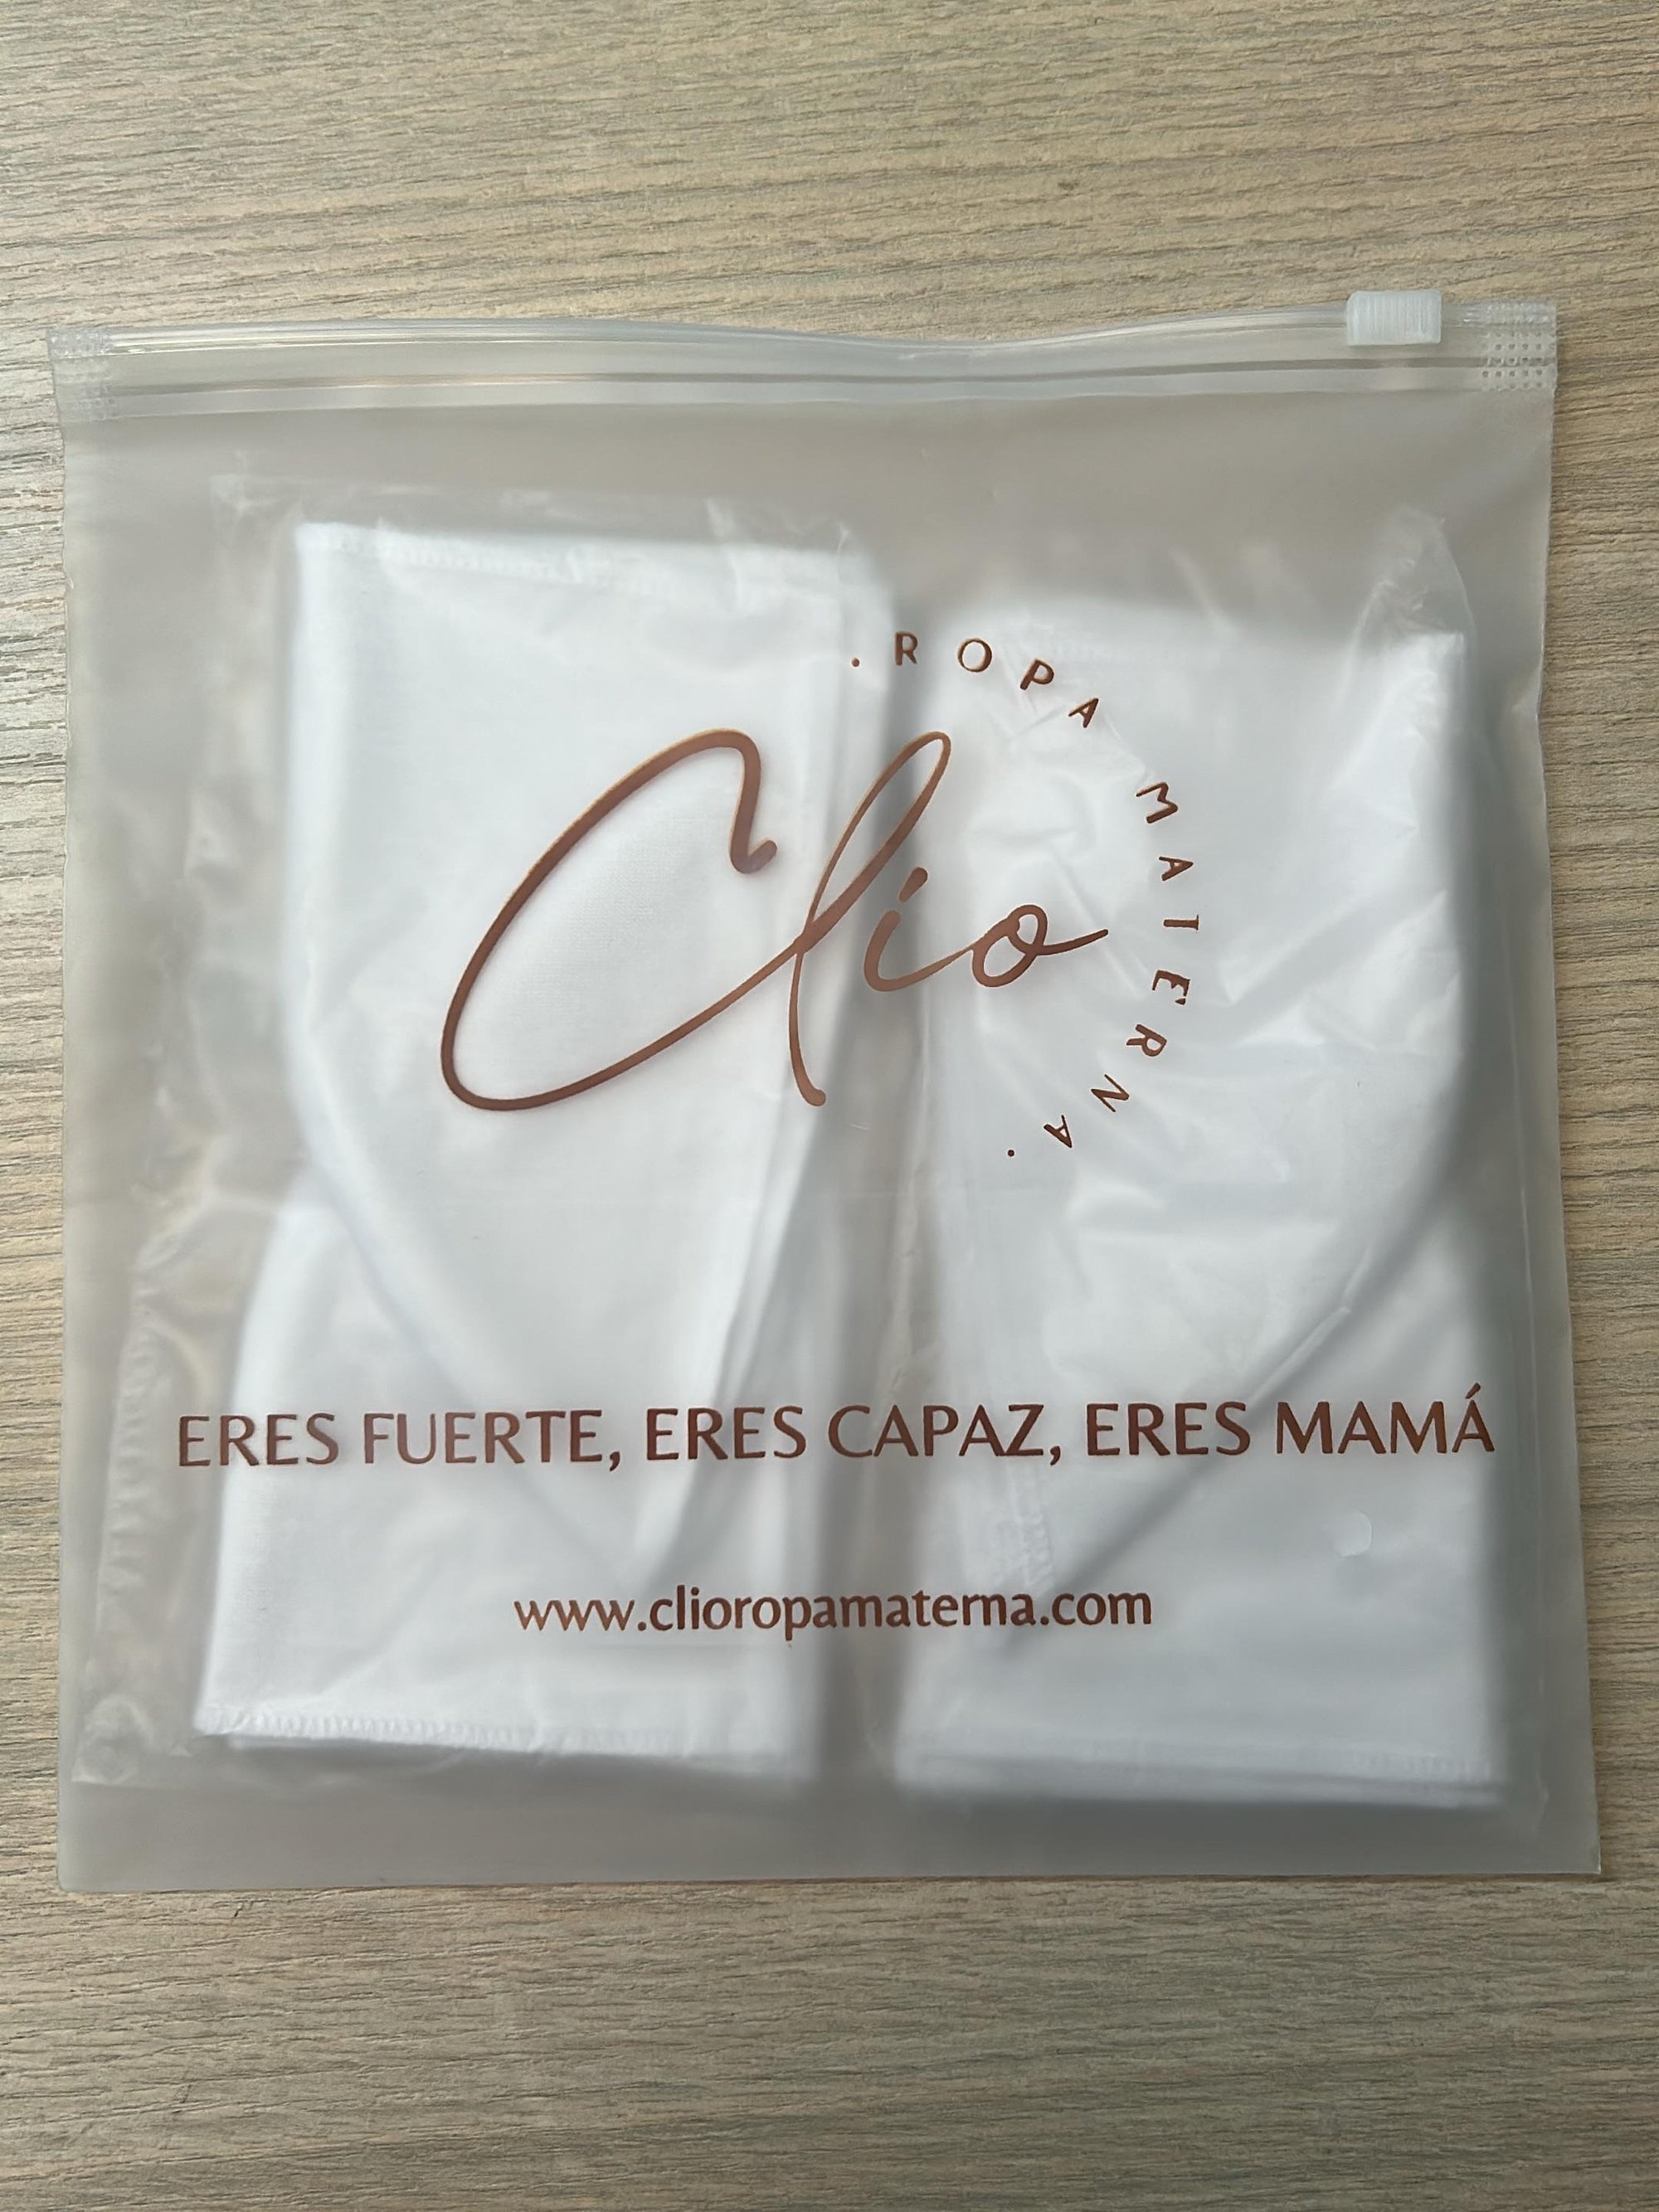 . ROPA MATERNA .
Clio
ERES FUERTE, ERES CAPAZ, ERES MAMÁ
www.clioropamaterna.com